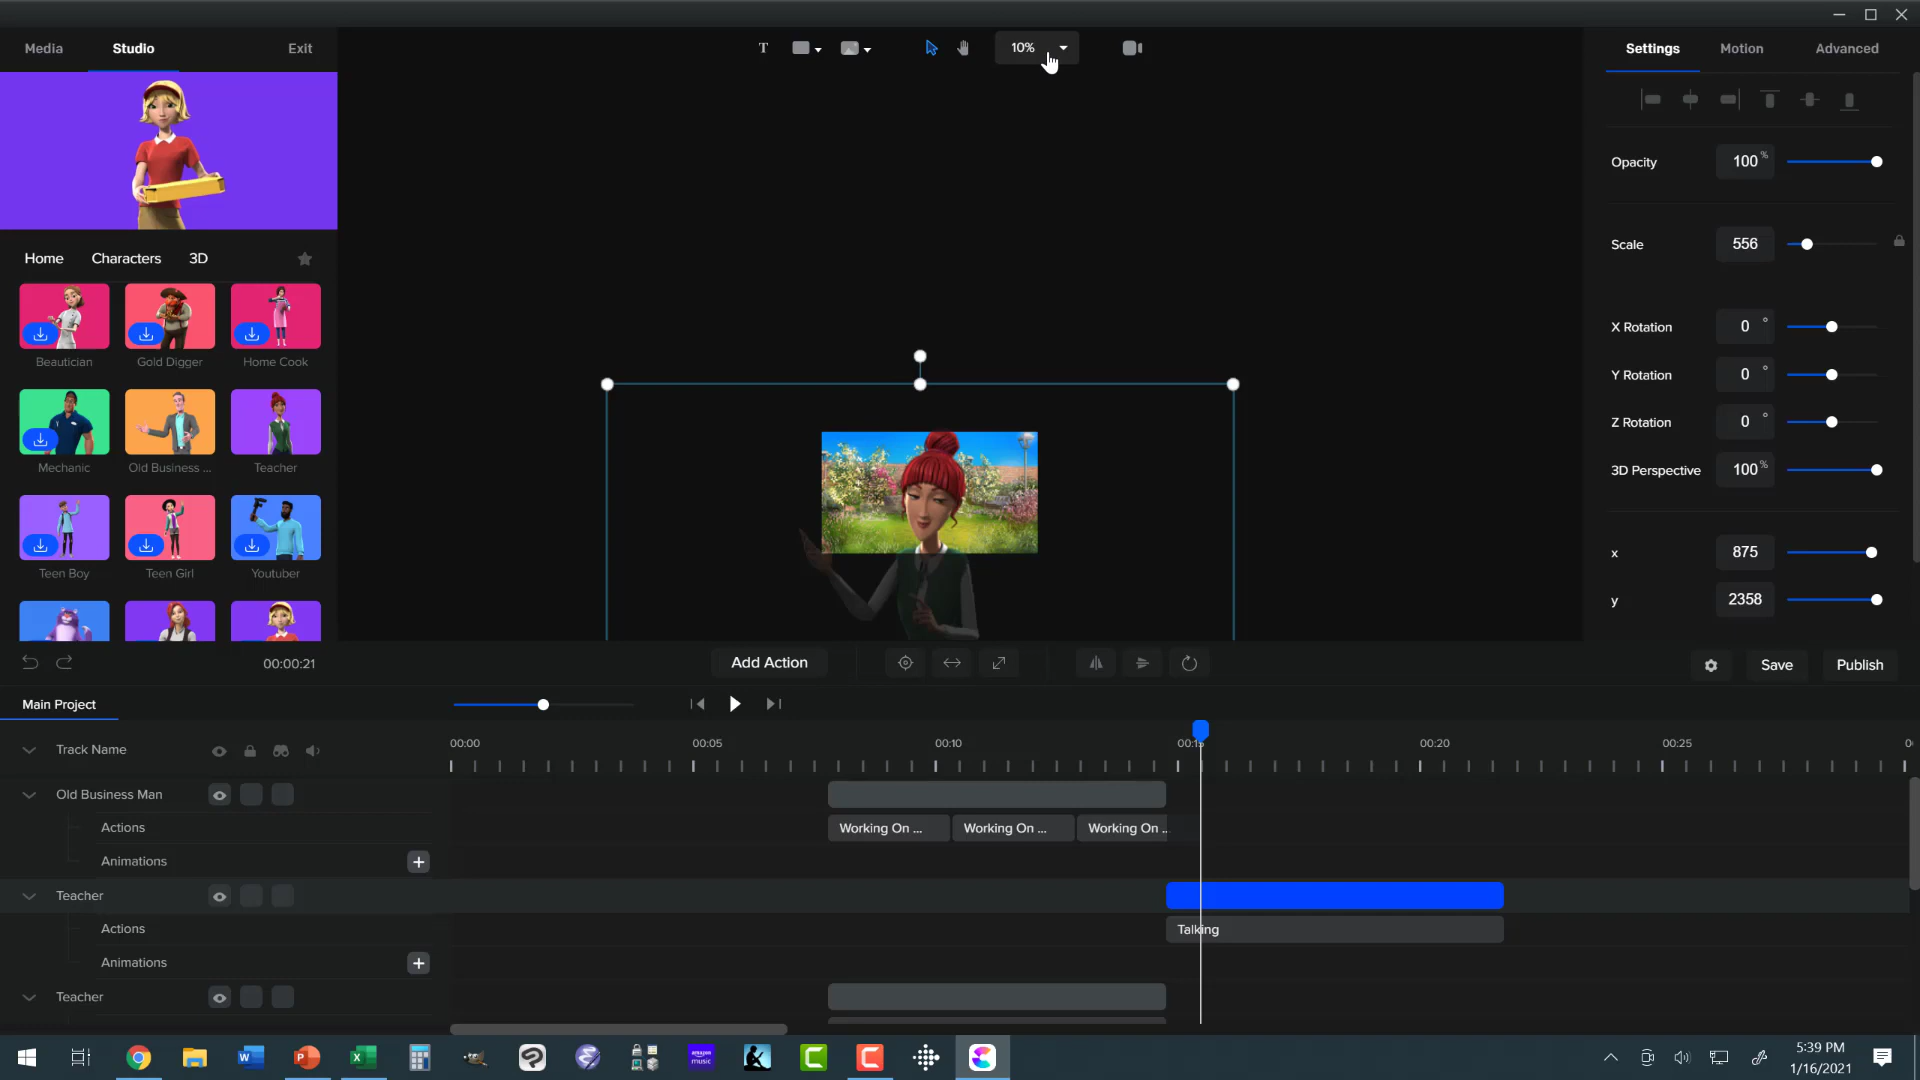 Media Studio Exit
T 10%
Settings Motion Advanced
Opacity 100 %
Home Characters 3D
Scale 556
Beautician Gold Digger Home Cook
X Rotation 0 °
Y Rotation 0 °
Z Rotation 0 °
Mechanic Old Business ... Teacher
3D Perspective 100 %
x 875
Teen Boy Teen Girl Youtuber
y 2358
00:00:21
Add Action
Save Publish
Main Project
Track Name
00:00 00:05 00:10 00:15 00:20 00:25
Old Business Man
Actions
Working On ... Working On ... Working On ...
Animations +
Teacher
Actions
Talking
Animations +
Teacher
amazon
music
5:39 PM
1/16/2021